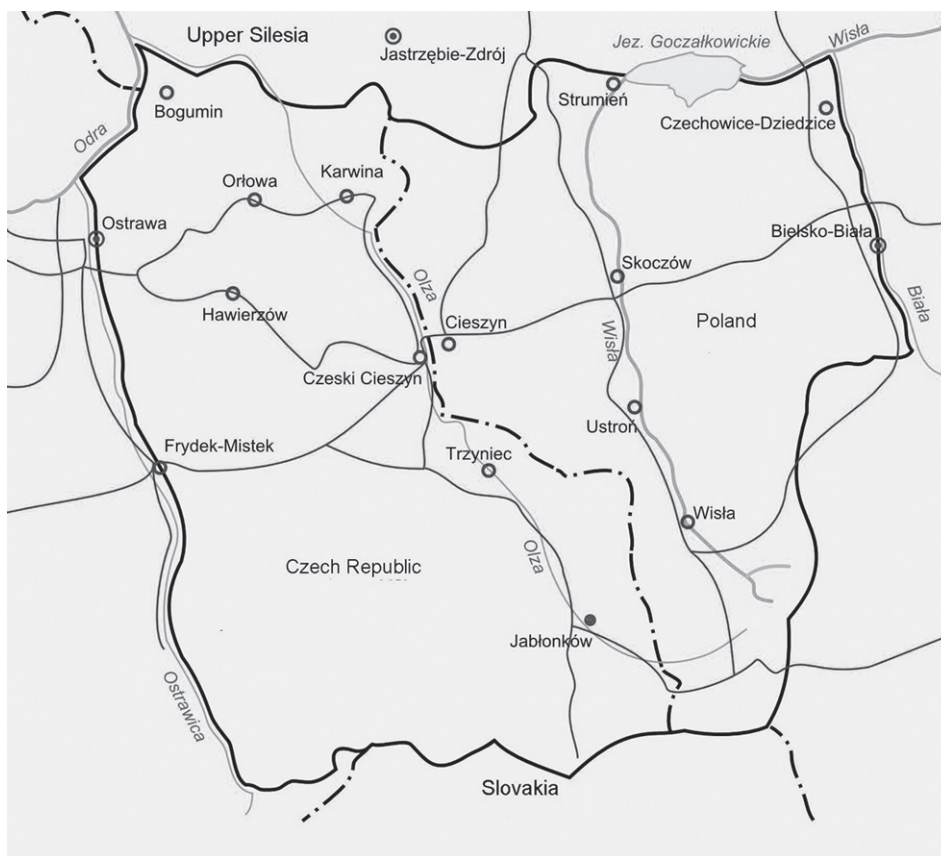 Upper Silesia
Jastrzębie-Zdrój
Jez. Goczałkowickie
Wisła
Strumień
Bogumin
Czechowice-Dziedzice
Odra
Karwina
Orłowa
Ostrawa
Bielsko-Biała
Skoczów
Olza
Hawierzów
Biała
Cieszyn
Poland
Wisła
Czeski Cieszyn
Ustroń
Frydek-Mistek
Trzyniec
Wisła
Olza
Czech Republic
Jabłonków
Ostrawica
Slovakia